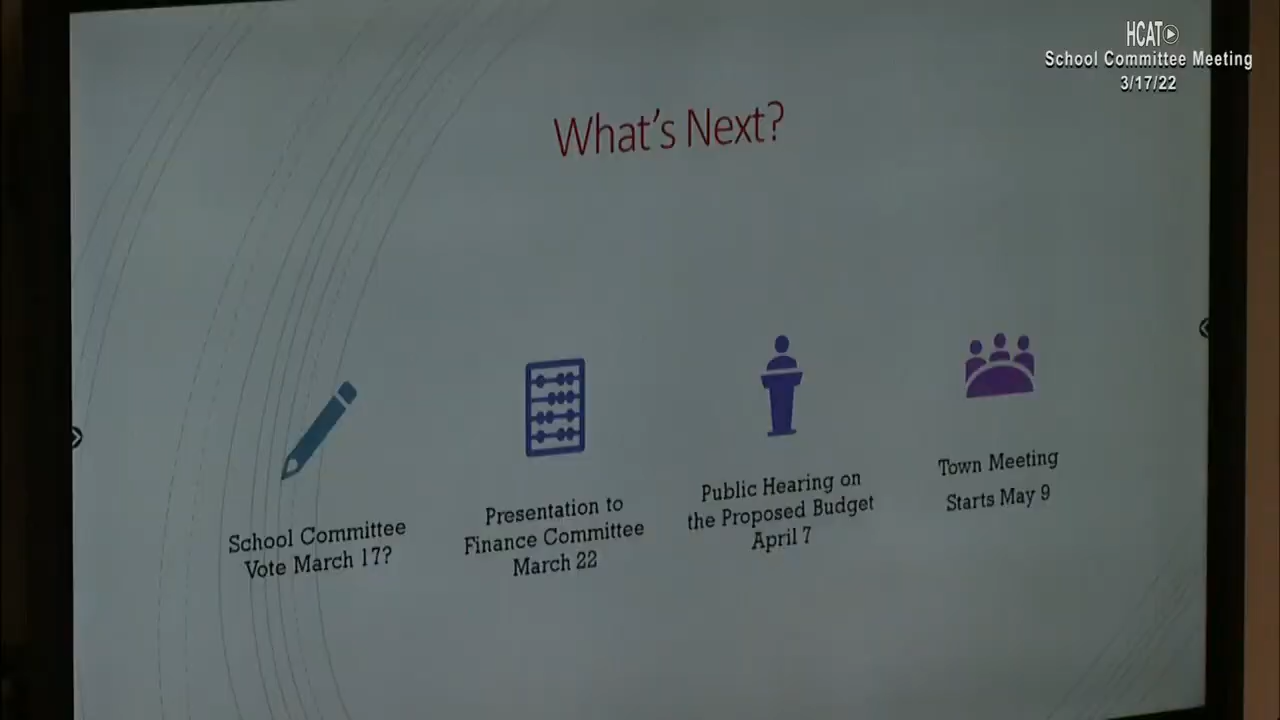 HCAT
School Committee Meeting
3/17/22
What's Next?
School Committee
Vote March 17?
Presentation to
Finance Committee
March 22
Public Hearing on
the Proposed Budget
April 7
Town Meeting
Starts May 9